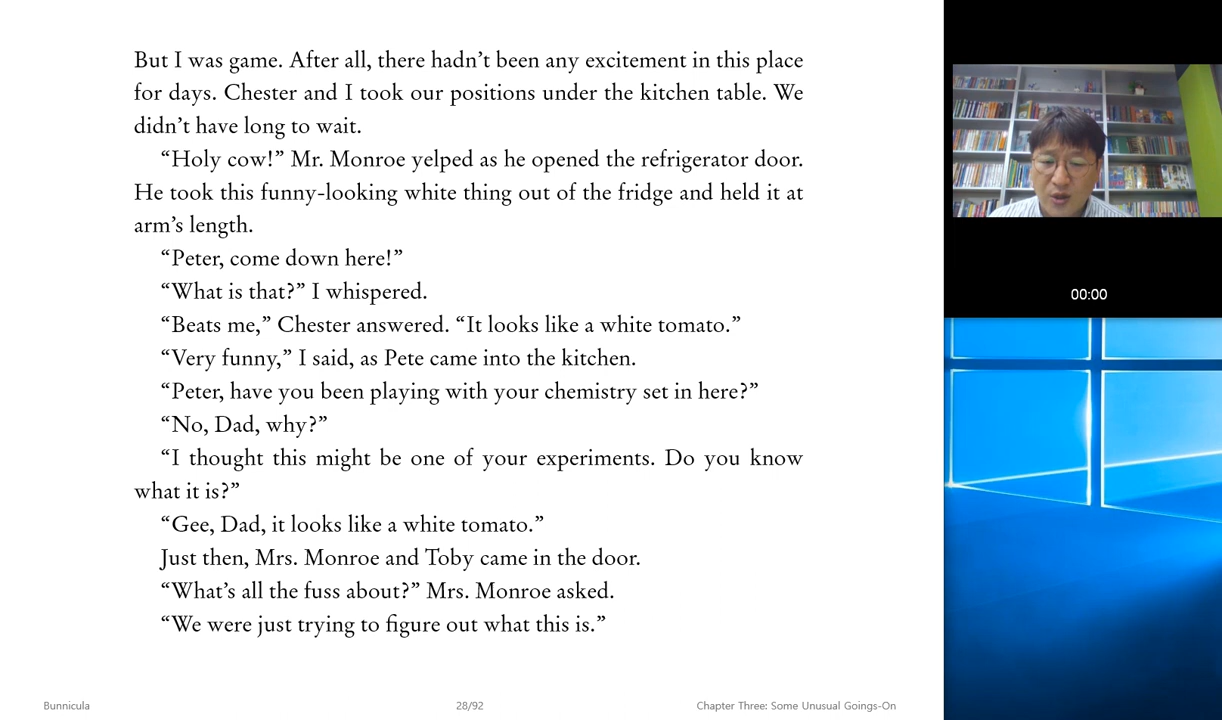 But I was game. After all, there hadn’t been any excitement in this place
for days. Chester and I took our positions under the kitchen table. We
didn’t have long to wait.
“Holy cow!” Mr. Monroe yelped as he opened the refrigerator door.
He took this funny-looking white thing out of the fridge and held it at
arm’s length.
“Peter, come down here!”
“What is that?” I whispered.
“Beats me,” Chester answered. “It looks like a white tomato.”
“Very funny,” I said, as Pete came into the kitchen.
“Peter, have you been playing with your chemistry set in here?”
“No, Dad, why?”
“I thought this might be one of your experiments. Do you know
what it is?”
“Gee, Dad, it looks like a white tomato.”
Just then, Mrs. Monroe and Toby came in the door.
“What’s all the fuss about?” Mrs. Monroe asked.
“We were just trying to figure out what this is.”
Bunnicula
28/92
Chapter Three: Some Unusual Goings-On
00:00